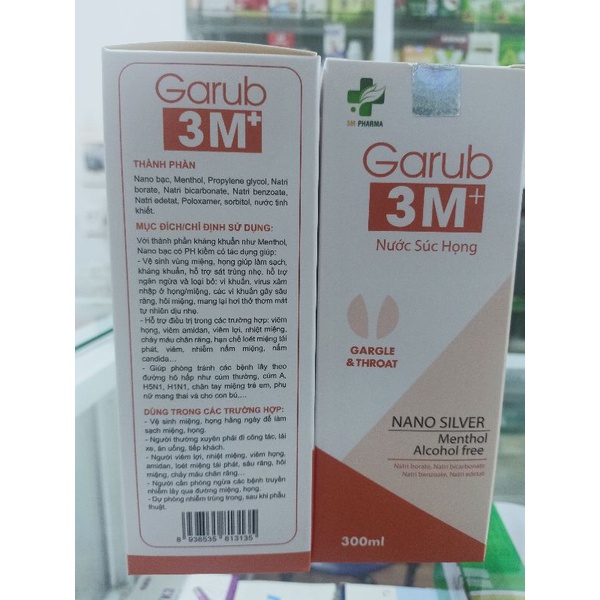 Garub
3M+
THÀNH PHẦN
Nano bạc, Menthol, Propylene glycol, Natri
borate, Natri bicarbonate, Natri benzoate,
Natri edetat, Poloxamer, sorbitol, nước tinh
khiết.
MỤC ĐÍCH/CHỈ ĐỊNH SỬ DỤNG:
Với thành phần kháng khuẩn như Menthol,
Nano bạc có PH kiềm có tác dụng giúp:
- Vệ sinh vùng miệng, họng giúp làm sạch,
kháng khuẩn, hỗ trợ sát trùng nhẹ. hỗ trợ
ngăn ngừa và loại bỏ: vi khuẩn, virus xâm
nhập ở họng/miệng, các vi khuẩn gây sâu
răng, hôi miệng, mang lại hơi thở thơm mát
tự nhiên dịu nhẹ.
- Hỗ trợ điều trị trong các trường hợp: viêm
họng, viêm amidan, viêm lợi, nhiệt miệng,
chảy máu chân răng, hạn chế loét miệng tái
phát, viêm, nhiễm nấm miệng, nấm
candida...
- Giúp phòng tránh các bệnh lây theo
đường hô hấp như cúm thường, cúm A,
H5N1, H1N1, chân tay miệng trẻ em, phụ
nữ mang thai và cho con bú,...
DÙNG TRONG CÁC TRƯỜNG HỢP:
- Vệ sinh miệng, họng hằng ngày để làm
sạch miệng, họng.
- Người thường xuyên phải đi công tác, lái
xe, ăn uống, tiếp khách.
- Người viêm lợi, nhiệt miệng, viêm họng,
amidan, loét miệng tái phát, sâu răng, hôi
miệng, chảy máu chân răng...
- Người cần phòng ngừa các bệnh truyền
nhiễm lây qua đường miệng, họng.
- Dự phòng nhiễm trùng trong, sau khi phẫu
thuật.
8 938535 813135
3M PHARMA
Garub
3M+
Nước Súc Họng
GARGLE
& THROAT
NANO SILVER
Menthol
Alcohol free
Natri borate, Natri bicarbonate
Natri benzoate, Natri edetat
300ml